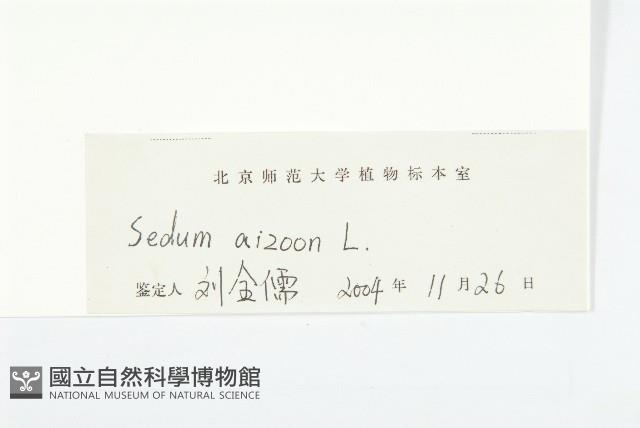 北京师范大学植物标本室
Sedum aizoon L.
鉴定人 刘全儒 2004 年 11 月 26 日
國立自然科學博物館
NATIONAL MUSEUM OF NATURAL SCIENCE